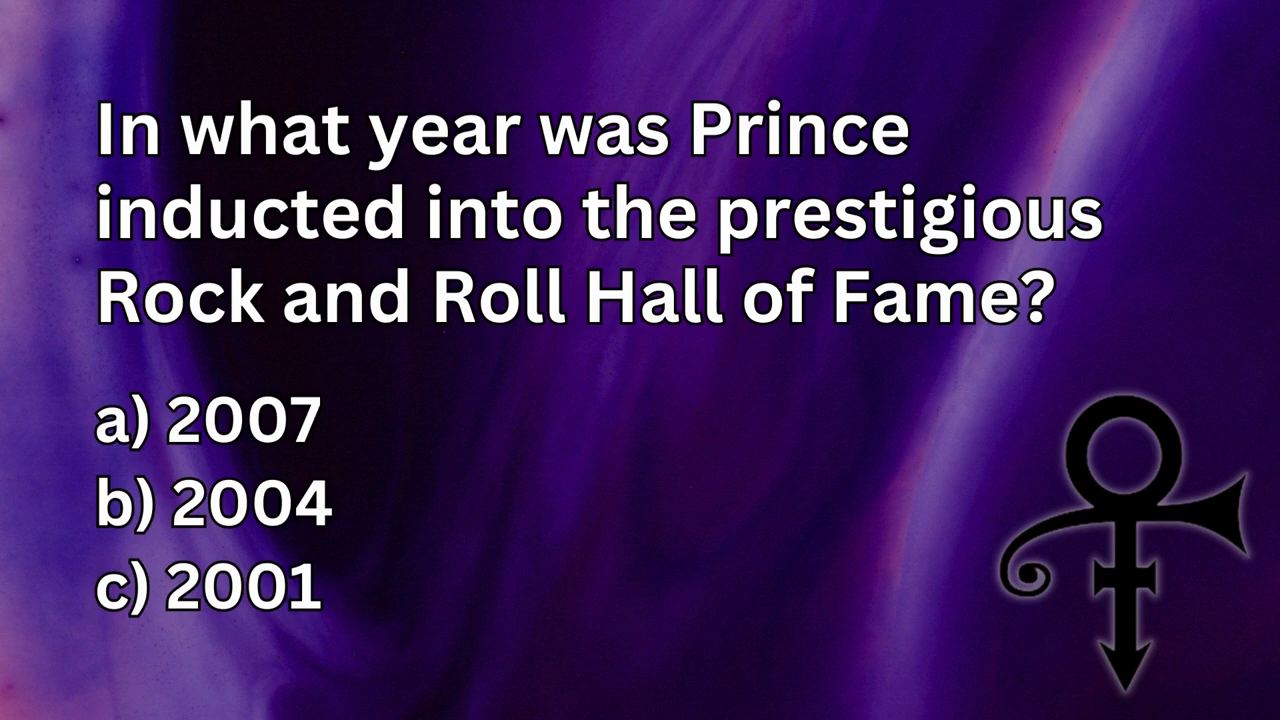 In what year was Prince
inducted into the prestigious
Rock and Roll Hall of Fame?
a) 2007
b) 2004
c) 2001